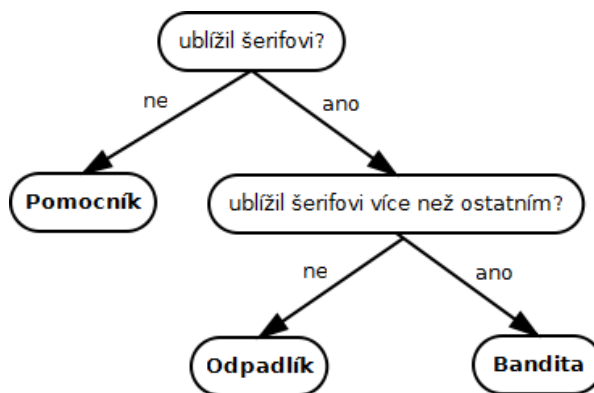 ublížil šerifovi?
ne
ano
Pomocník
ublížil šerifovi více než ostatním?
ne
ano
Odpadlík
Bandita